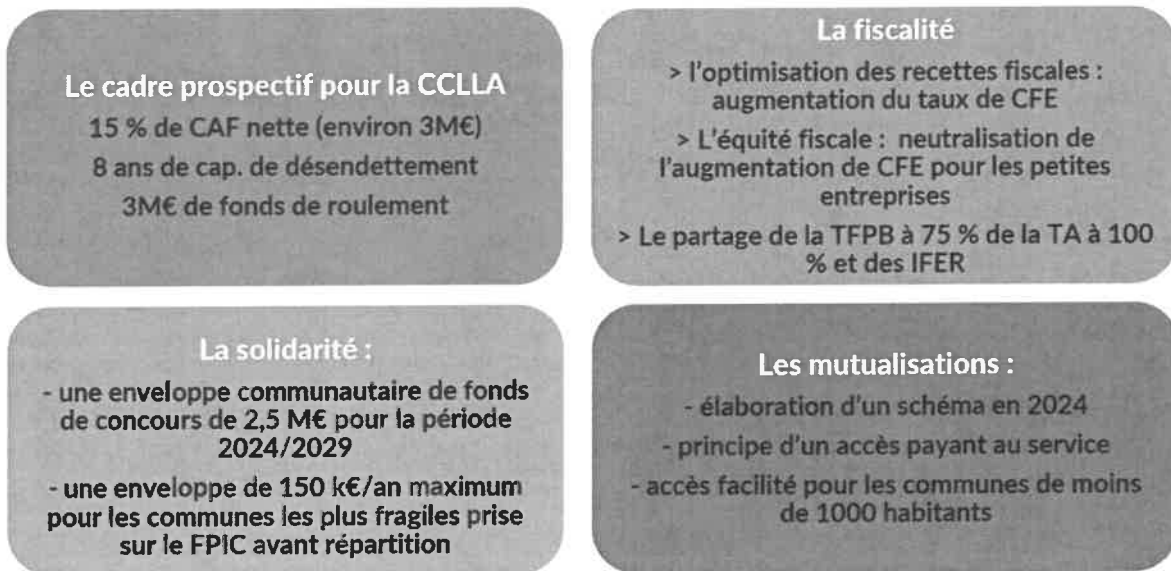 Le cadre prospectif pour la CCLLA
15 % de CAF nette (environ 3M€)
8 ans de cap. de désendettement
3M€ de fonds de roulement
La fiscalité
> l'optimisation des recettes fiscales :
augmentation du taux de CFE
> L'équité fiscale : neutralisation de
l'augmentation de CFE pour les petites
entreprises
> Le partage de la TFPB à 75 % de la TA à 100
% et des IFER
La solidarité :
- une enveloppe communautaire de fonds
de concours de 2,5 M€ pour la période
2024/2029
- une enveloppe de 150 k€/an maximum
pour les communes les plus fragiles prise
sur le FPIC avant répartition
Les mutualisations :
- élaboration d'un schéma en 2024
- principe d'un accès payant au service
- accès facilité pour les communes de moins
de 1000 habitants